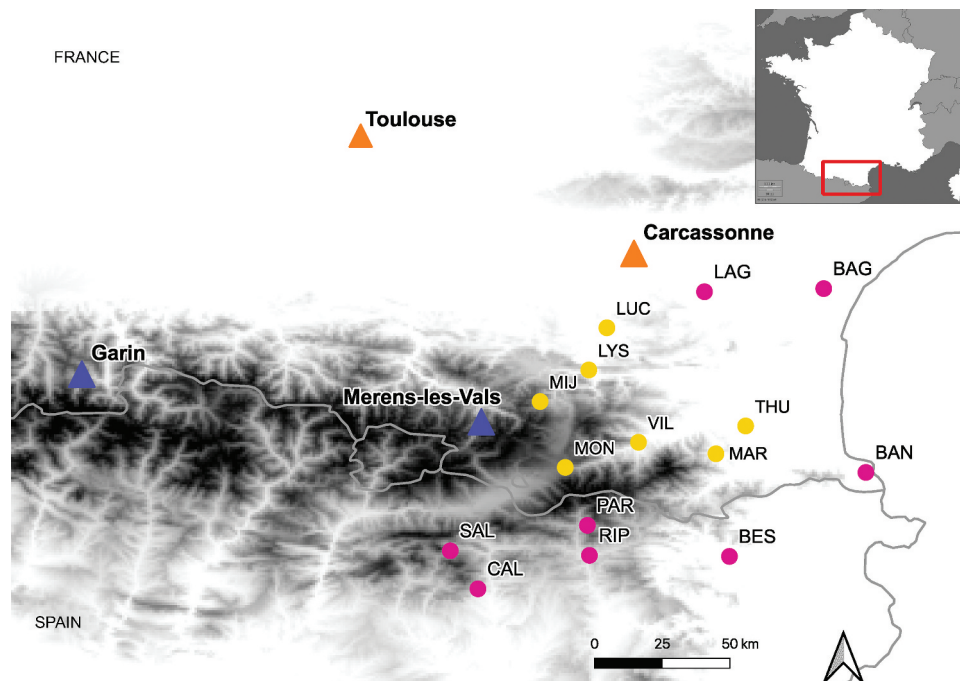 FRANCE
Toulouse
Carcassonne
LAG
BAG
LUC
LYS
Garin
MIJ
Merens-les-Vals
THU
VIL
MON
MAR
BAN
PAR
SAL
RIP
BES
CAL
SPAIN
0 25 50 km